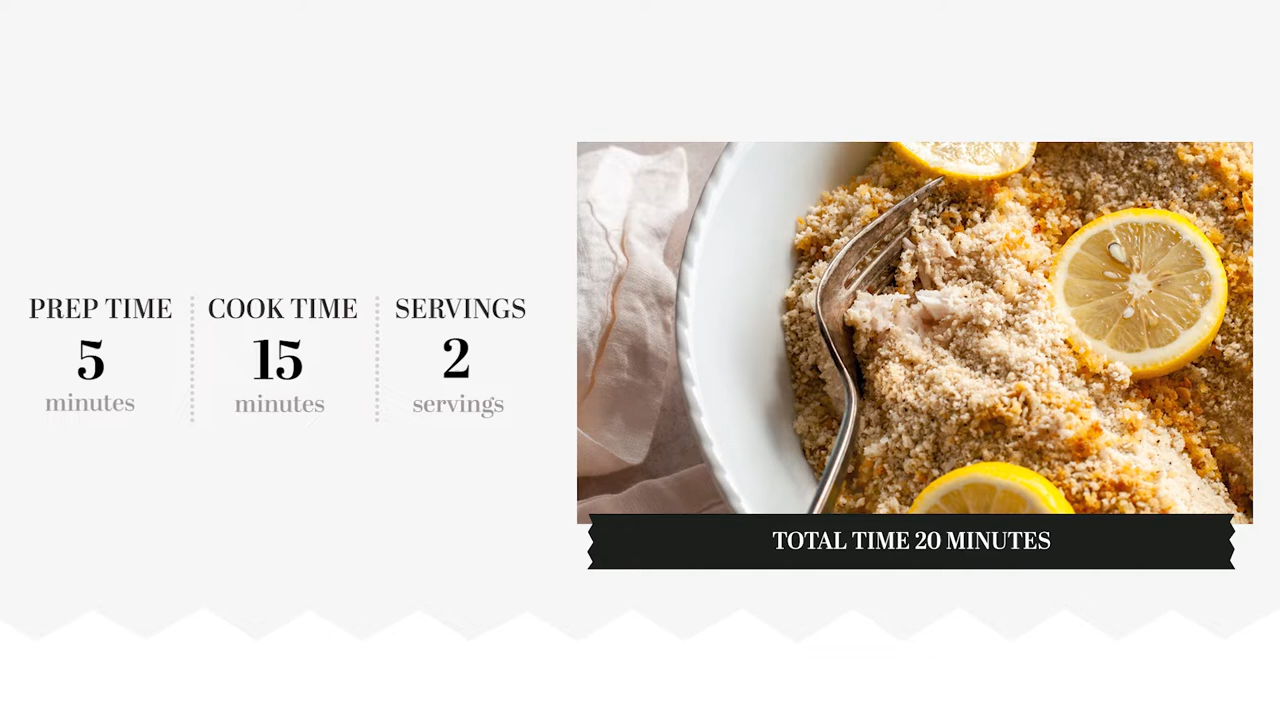 PREP TIME
5
minutes
COOK TIME
15
minutes
SERVINGS
2
servings
TOTAL TIME 20 MINUTES